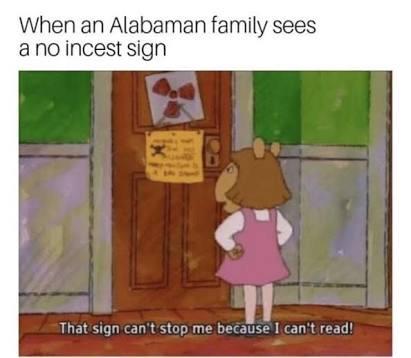 When an Alabaman family sees
a no incest sign
That sign can't stop me because I can't read!